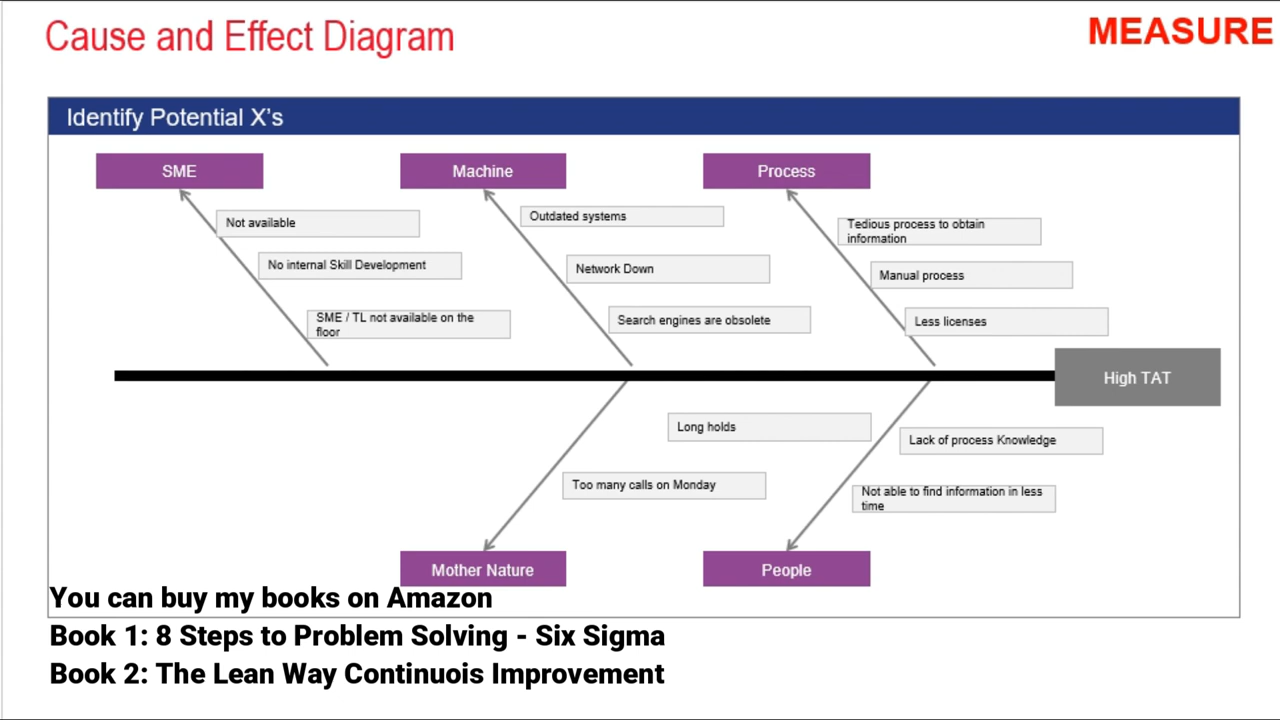 Cause and Effect Diagram
MEASURE
Identify Potential X's
SME
Machine
Process
Not available
No internal Skill Development
SME / TL not available on the
floor
Outdated systems
Network Down
Search engines are obsolete
Tedious process to obtain
information
Manual process
Less licenses
High TAT
Long holds
Too many calls on Monday
Lack of process Knowledge
Not able to find information in less
time
Mother Nature
People
You can buy my books on Amazon
Book 1: 8 Steps to Problem Solving - Six Sigma
Book 2: The Lean Way Continuois Improvement